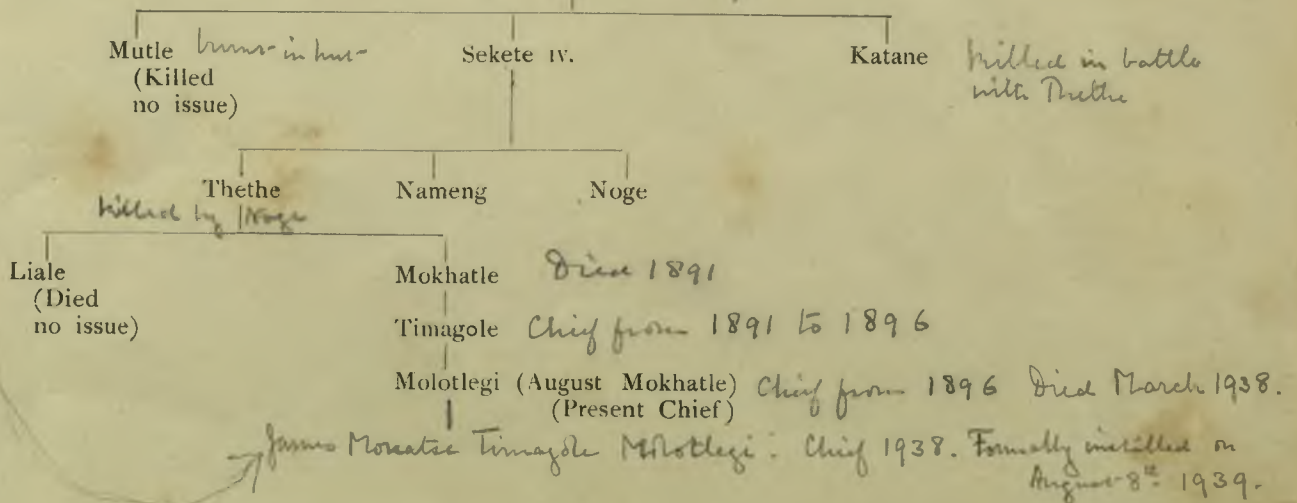 Mutle burnt in hut
(Killed
no issue)
Sekete IV.
Katane killed in battle
with Thethe
Thethe
killed by Noge
Nameng
Noge
Liale
(Died
no issue)
Mokhatle Died 1891
Timagole Chief from 1891 to 1896
Molotlegi (August Mokhatle) Chief from 1896 Died March 1938.
(Present Chief)
James Timagole Molotlegi: Chief 1938. Formally installed on
August 8th 1939.